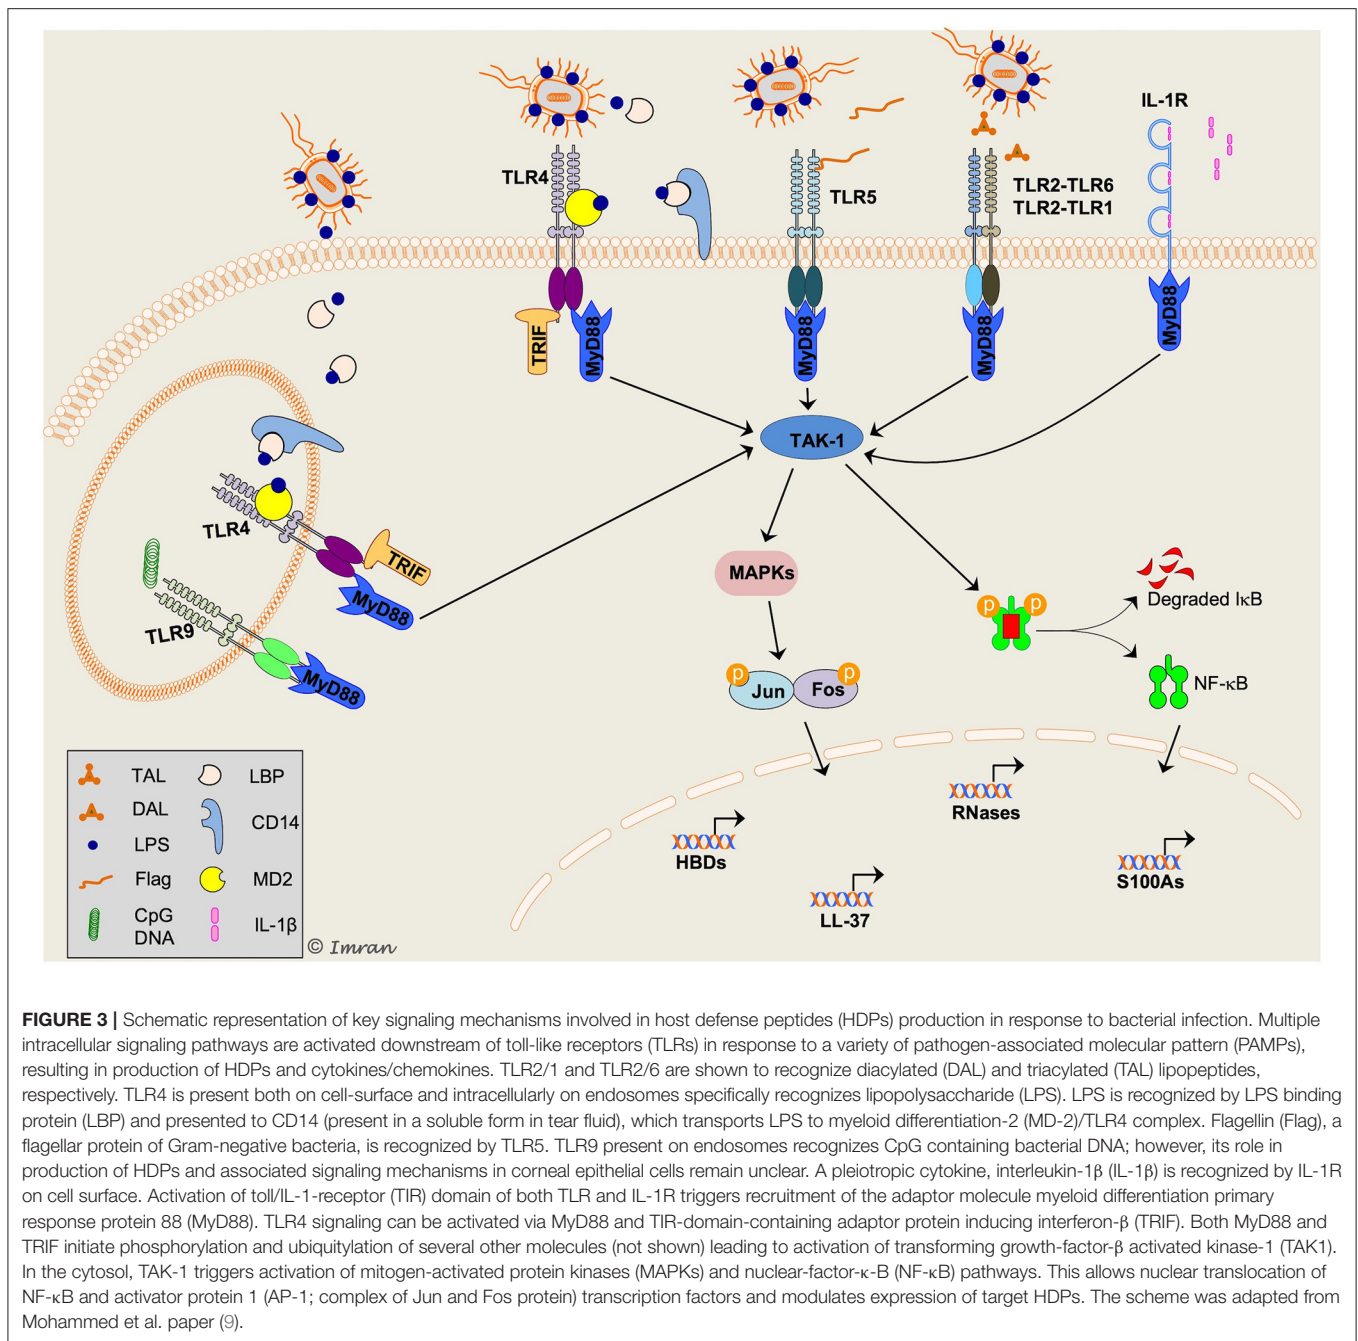 IL-1R
TLR4
TLR5
TLR2-TLR6
TLR2-TLR1
TRIF
MyD88
MyD88
MyD88
MyD88
TAK-1
TLR4
TRIF
MyD88
TLR9
MyD88
MAPKs
P
P
Degraded IκB
P
P
Jun
Fos
NF-κB
RNases
HBDs
S100As
LL-37
TAL
LBP
DAL
CD14
LPS
Flag
MD2
CpG
DNA
IL-1β
© Imran
FIGURE 3 | Schematic representation of key signaling mechanisms involved in host defense peptides (HDPs) production in response to bacterial infection. Multiple
intracellular signaling pathways are activated downstream of toll-like receptors (TLRs) in response to a variety of pathogen-associated molecular pattern (PAMPs),
resulting in production of HDPs and cytokines/chemokines. TLR2/1 and TLR2/6 are shown to recognize diacylated (DAL) and triacylated (TAL) lipopeptides,
respectively. TLR4 is present both on cell-surface and intracellularly on endosomes specifically recognizes lipopolysaccharide (LPS). LPS is recognized by LPS binding
protein (LBP) and presented to CD14 (present in a soluble form in tear fluid), which transports LPS to myeloid differentiation-2 (MD-2)/TLR4 complex. Flagellin (Flag), a
flagellar protein of Gram-negative bacteria, is recognized by TLR5. TLR9 present on endosomes recognizes CpG containing bacterial DNA; however, its role in
production of HDPs and associated signaling mechanisms in corneal epithelial cells remain unclear. A pleiotropic cytokine, interleukin-1β (IL-1β) is recognized by IL-1R
on cell surface. Activation of toll/IL-1-receptor (TIR) domain of both TLR and IL-1R triggers recruitment of the adaptor molecule myeloid differentiation primary
response protein 88 (MyD88). TLR4 signaling can be activated via MyD88 and TIR-domain-containing adaptor protein inducing interferon-β (TRIF). Both MyD88 and
TRIF initiate phosphorylation and ubiquitylation of several other molecules (not shown) leading to activation of transforming growth-factor-β activated kinase-1 (TAK1).
In the cytosol, TAK-1 triggers activation of mitogen-activated protein kinases (MAPKs) and nuclear-factor-κ-B (NF-κB) pathways. This allows nuclear translocation of
NF-κB and activator protein 1 (AP-1; complex of Jun and Fos protein) transcription factors and modulates expression of target HDPs. The scheme was adapted from
Mohammed et al. paper (9).